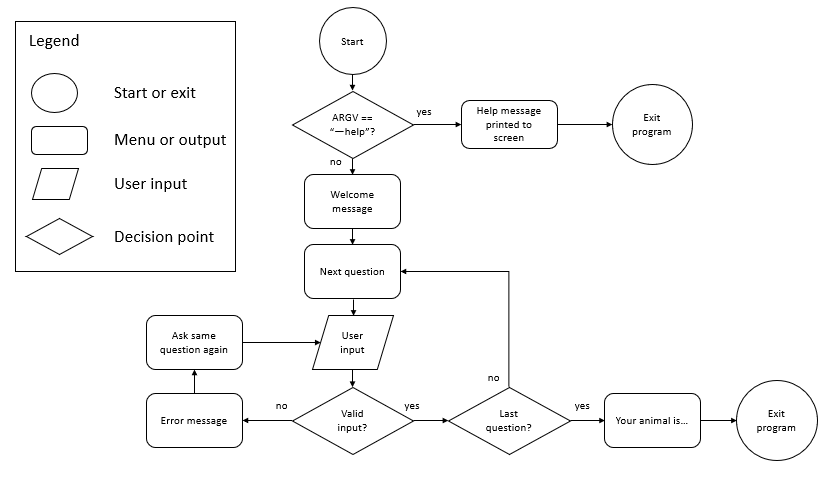 Legend
Start or exit
Menu or output
User input
Decision point
Start
ARGV ==
“—help”?
yes
Help message
printed to
screen
Exit
program
no
Welcome
message
Next question
Ask same
question again
User
input
no
Error message
no
Valid
input?
yes
Last
question?
yes
Your animal is...
Exit
program